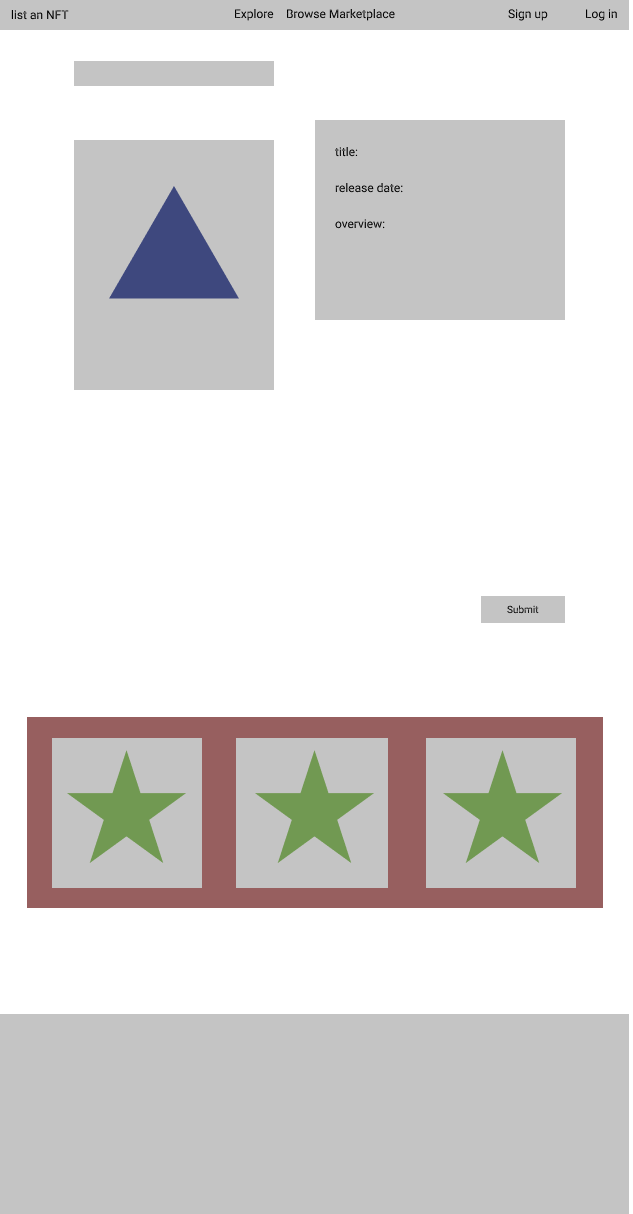 list an NFT Explore Browse Marketplace Sign up Log in
title:
release date:
overview:
Submit